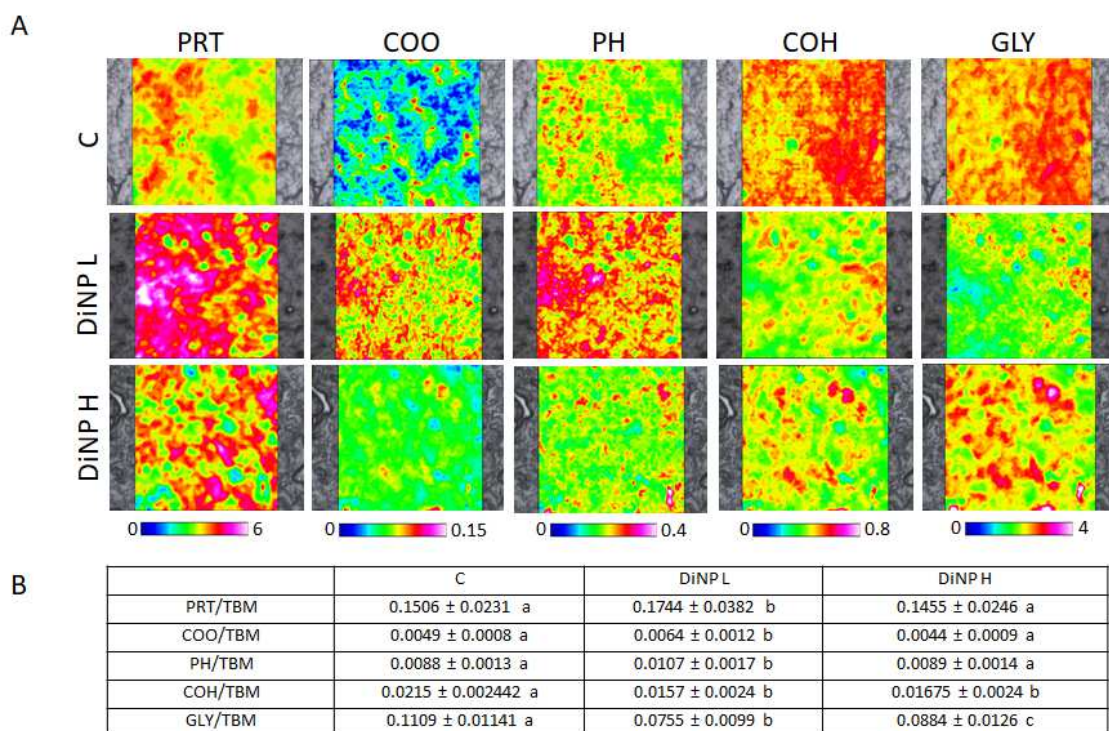 A
PRT COO PH COH GLY
C
DiNP L
DiNP H
0 6 0 0.15 0 0.4 0 0.8 0 4
B
C DiNP L DiNP H
PRT/TBM 0.1506 ± 0.0231 a 0.1744 ± 0.0382 b 0.1455 ± 0.0246 a
COO/TBM 0.0049 ± 0.0008 a 0.0064 ± 0.0012 b 0.0044 ± 0.0009 a
PH/TBM 0.0088 ± 0.0013 a 0.0107 ± 0.0017 b 0.0089 ± 0.0014 a
COH/TBM 0.0215 ± 0.002442 a 0.0157 ± 0.0024 b 0.01675 ± 0.0024 b
GLY/TBM 0.1109 ± 0.01141 a 0.0755 ± 0.0099 b 0.0884 ± 0.0126 c